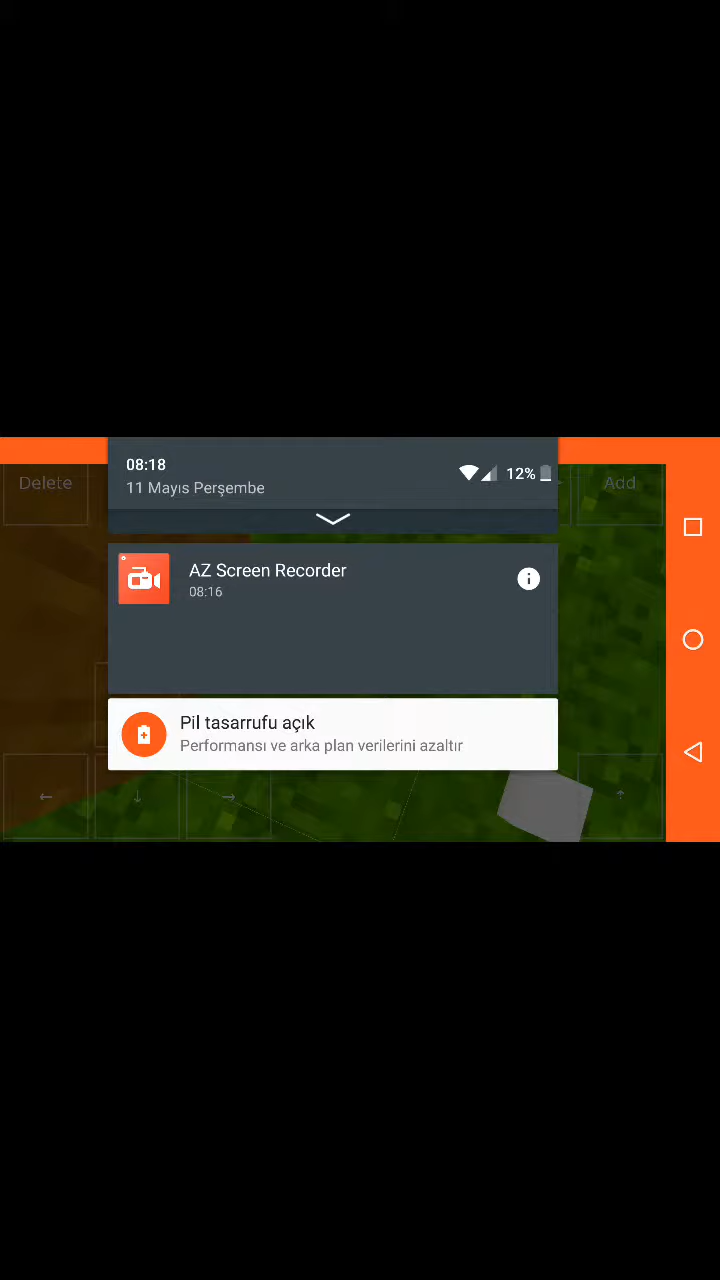 08:18
12%
11 Mayıs Perşembe
Delete
Add
AZ Screen Recorder
08:16
Pil tasarrufu açık
Performansı ve arka plan verilerini azaltır
← ↓ → ↑